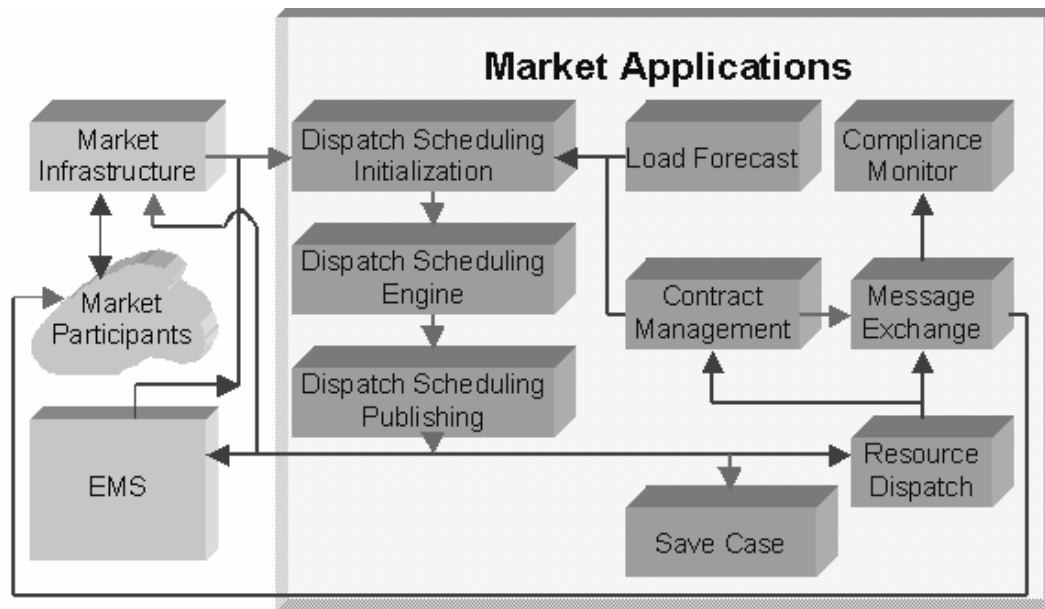 Market Applications
Market
Infrastructure
Dispatch Scheduling
Initialization
Load Forecast
Compliance
Monitor
Dispatch Scheduling
Engine
Market
Participants
Contract
Management
Message
Exchange
Dispatch Scheduling
Publishing
EMS
Resource
Dispatch
Save Case